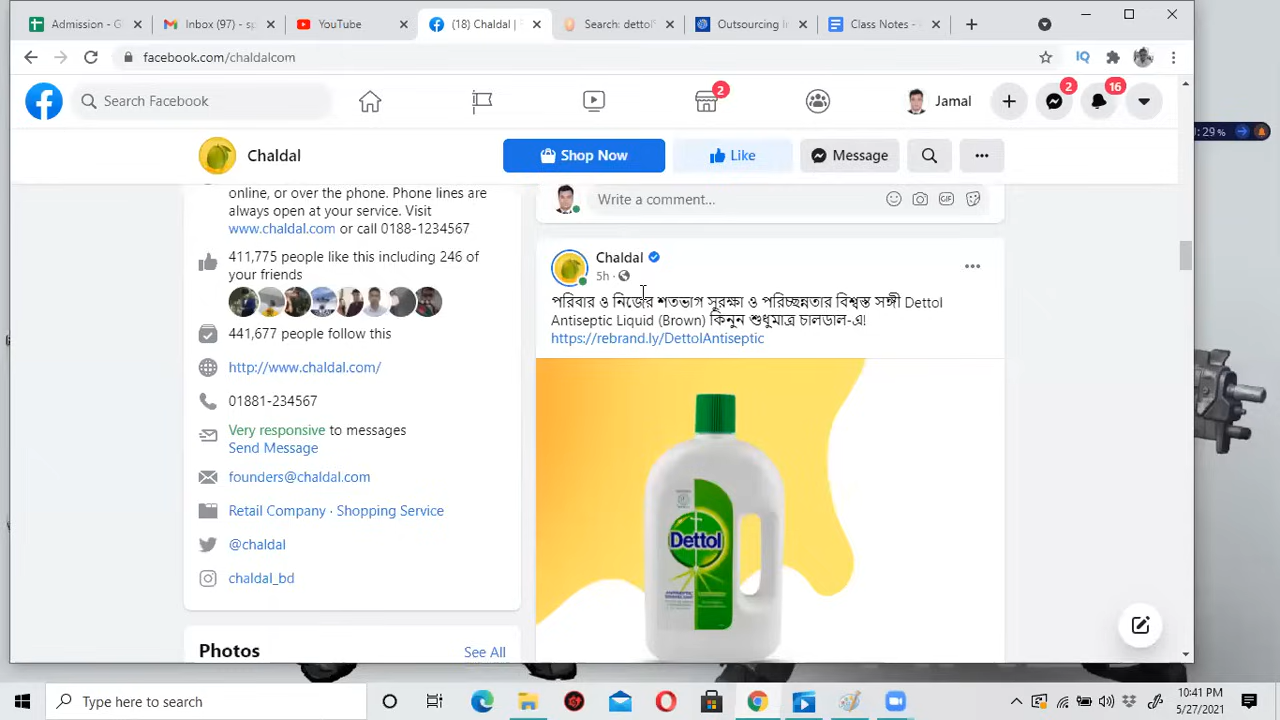 Admission - G
Inbox (97) - sp
YouTube
(18) Chaldal | F
Search: dettol
Outsourcing In
Class Notes -
facebook.com/chaldalcom
Search Facebook
2
Jamal
2
16
: 29 %
Chaldal
Shop Now
Like
Message
online, or over the phone. Phone lines are
always open at your service. Visit
www.chaldal.com or call 0188-1234567
411,775 people like this including 246 of
your friends
441,677 people follow this
http://www.chaldal.com/
01881-234567
Very responsive to messages
Send Message
founders@chaldal.com
Retail Company · Shopping Service
@chaldal
chaldal_bd
Photos
See All
Write a comment...
GIF
Chaldal
5h ·
পরিবার ও নিজের শতভাগ সুরক্ষা ও পরিচ্ছন্নতার বিশ্বস্ত সঙ্গী Dettol
Antiseptic Liquid (Brown) কিনুন শুধুমাত্র চালডাল-এ!
https://rebrand.ly/DettolAntiseptic
Dettol
Type here to search
10:41 PM
5/27/2021